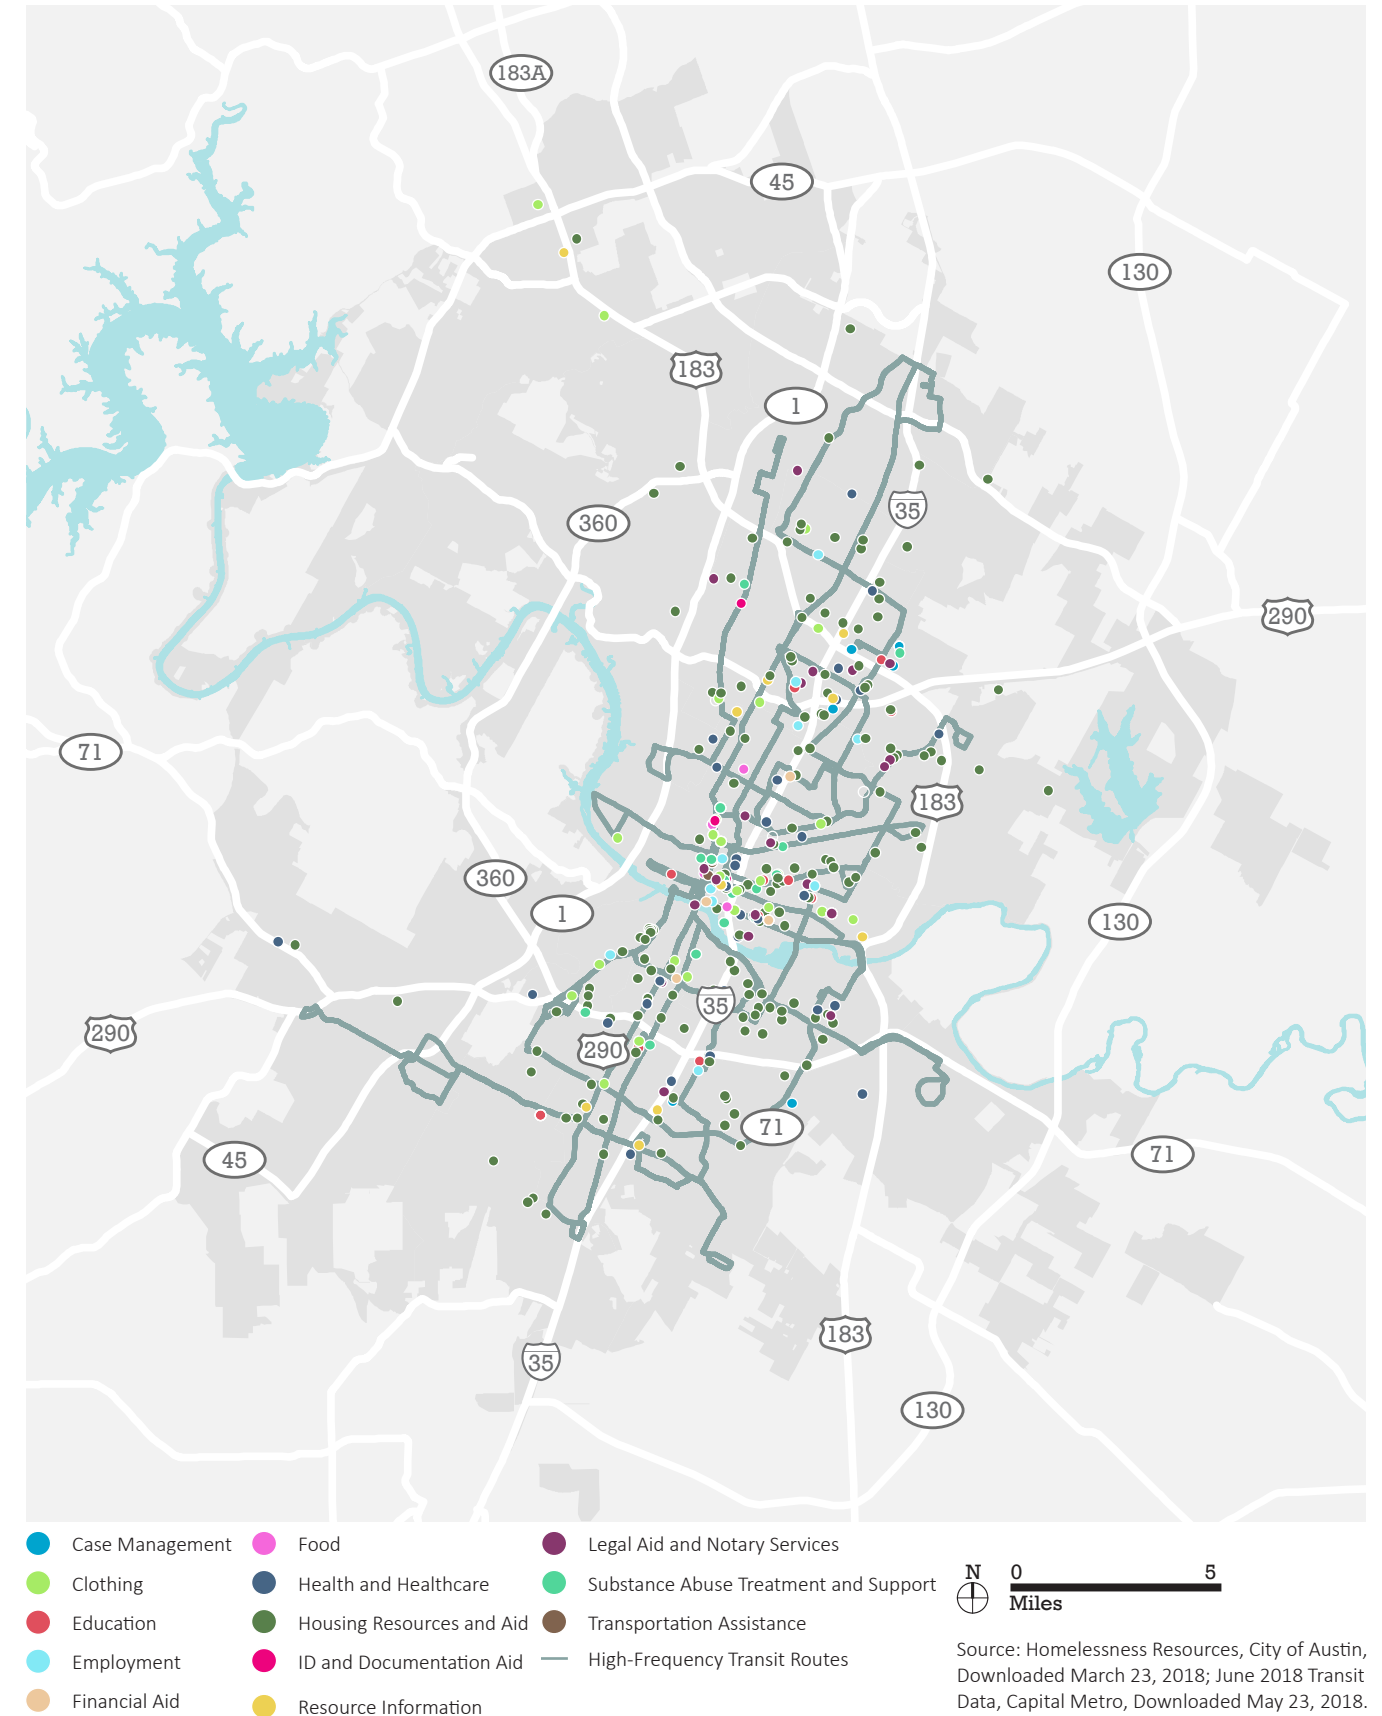 183A
45
130
183
1
35
360
290
71
183
360
1
130
35
290
290
71
45
71
183
35
130
Case Management
Clothing
Education
Employment
Financial Aid
Food
Health and Healthcare
Housing Resources and Aid
ID and Documentation Aid
Resource Information
Legal Aid and Notary Services
Substance Abuse Treatment and Support
Transportation Assistance
High-Frequency Transit Routes
N
0 5
Miles
Source: Homelessness Resources, City of Austin,
Downloaded March 23, 2018; June 2018 Transit
Data, Capital Metro, Downloaded May 23, 2018.